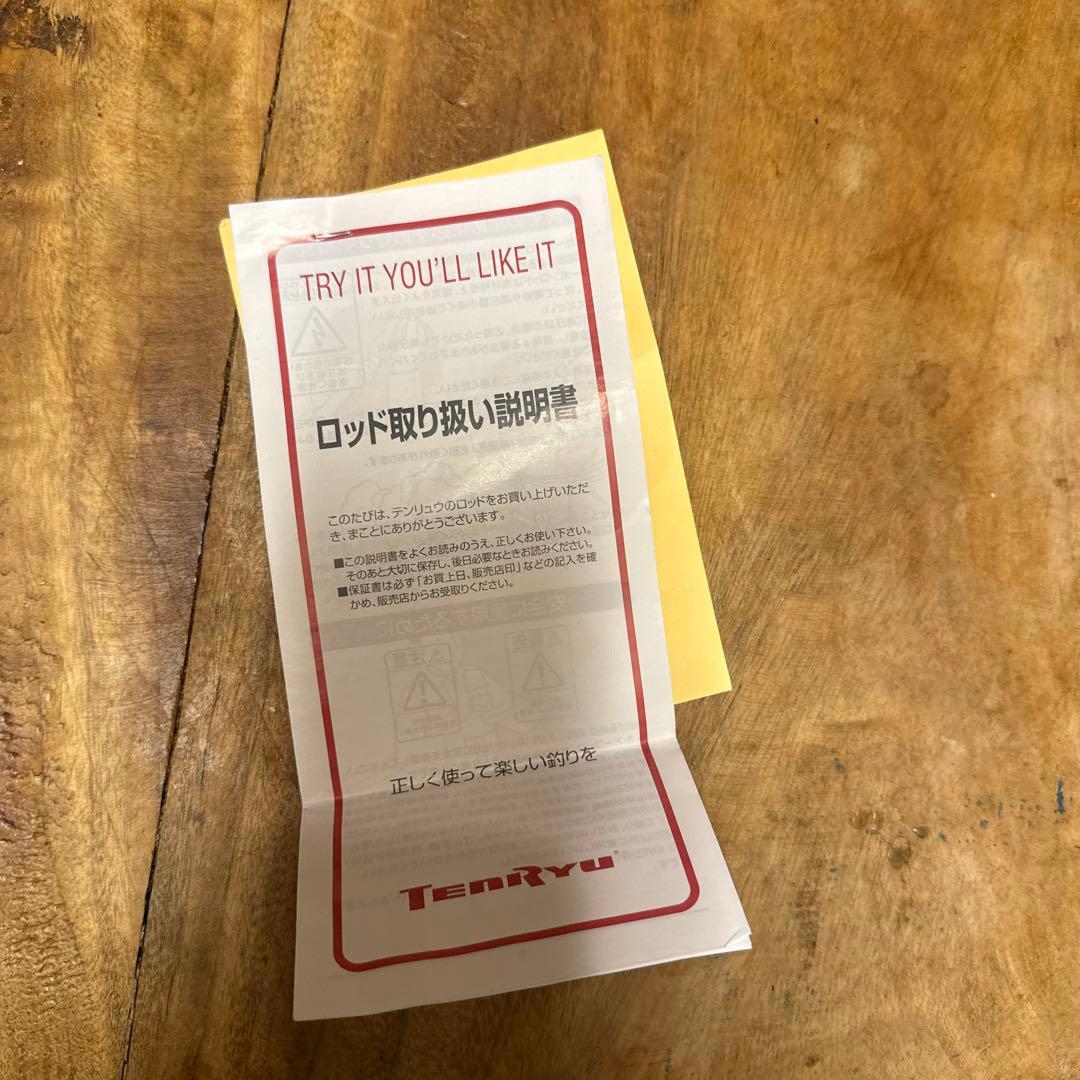 TRY IT YOU'LL LIKE IT
ロッド取り扱い説明書
このたびは、テンリュウのロッドをお買い上げいただ
き、まことにありがとうございます。
■この説明書をよくお読みのうえ、正しくお使い下さい。
そのあと大切に保存し、後日必要なときお読みください。
■保証書は必ず「お買上日、販売店印」などの記入を確
かめ、販売店からお受取りください。
正しく使って楽しい釣りを
TENRYU